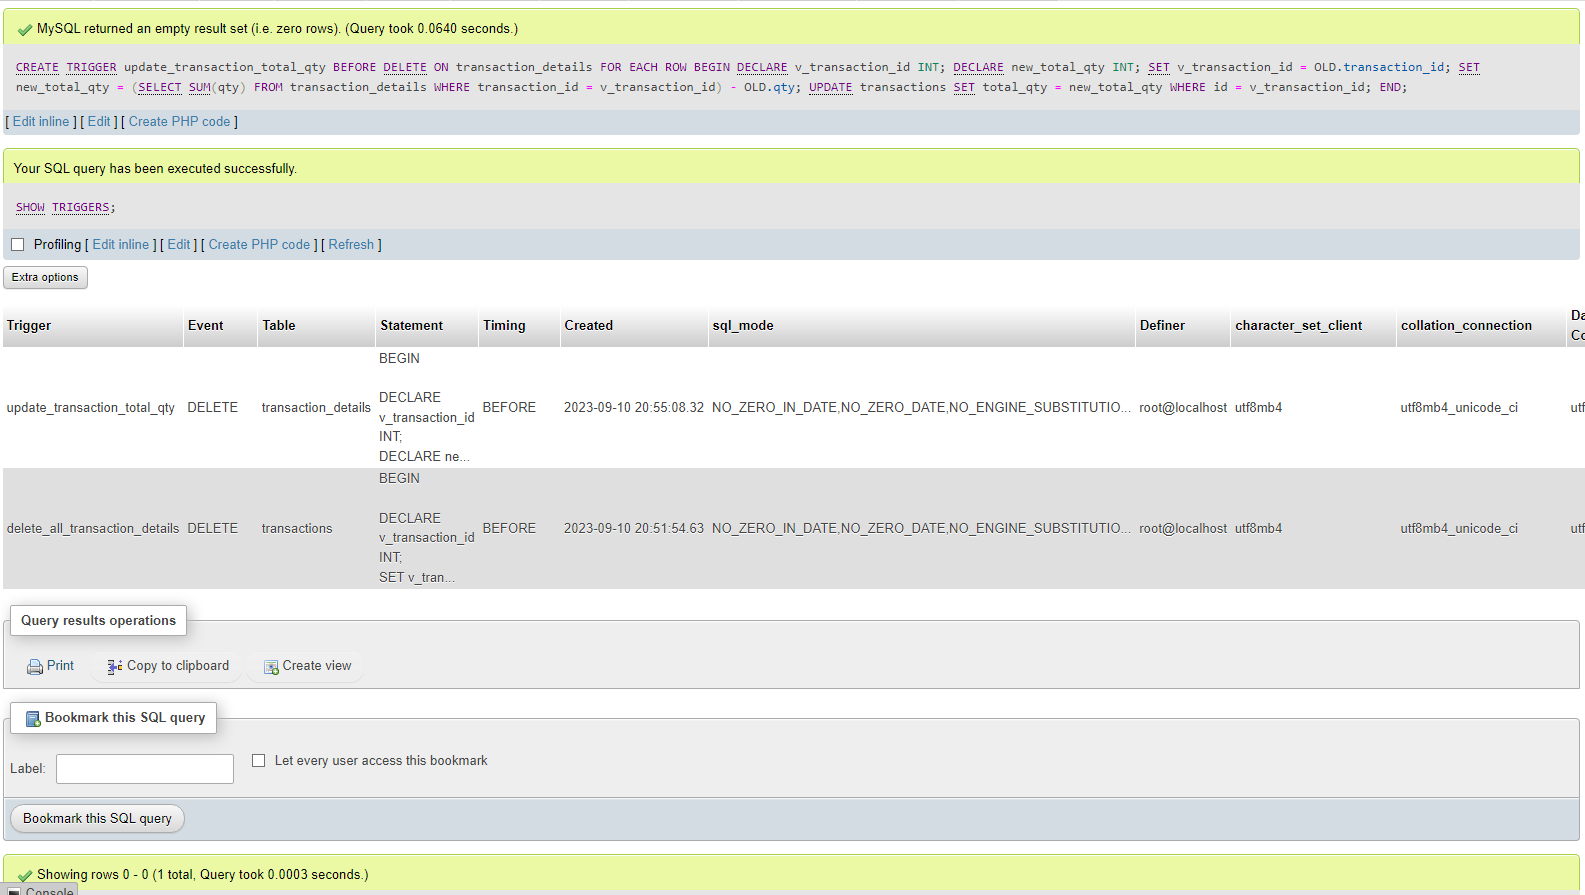 MySQL returned an empty result set (i.e. zero rows). (Query took 0.0640 seconds.)
CREATE TRIGGER update_transaction_total_qty BEFORE DELETE ON transaction_details FOR EACH ROW BEGIN DECLARE v_transaction_id INT; DECLARE new_total_qty INT; SET v_transaction_id = OLD.transaction_id; SET
new_total_qty = (SELECT SUM(qty) FROM transaction_details WHERE transaction_id = v_transaction_id) - OLD.qty; UPDATE transactions SET total_qty = new_total_qty WHERE id = v_transaction_id; END;
[ Edit inline ] [ Edit ] [ Create PHP code ]
Your SQL query has been executed successfully.
SHOW TRIGGERS;
Profiling [ Edit inline ] [ Edit ] [ Create PHP code ] [ Refresh ]
Extra options
Trigger Event Table Statement Timing Created sql_mode Definer character_set_client collation_connection Da
Co
BEGIN
DECLARE
update_transaction_total_qty DELETE transaction_details v_transaction_id BEFORE 2023-09-10 20:55:08.32 NO_ZERO_IN_DATE,NO_ZERO_DATE,NO_ENGINE_SUBSTITUTIO... root@localhost utf8mb4 utf8mb4_unicode_ci utf
INT;
DECLARE ne...
BEGIN
DECLARE
delete_all_transaction_details DELETE transactions v_transaction_id BEFORE 2023-09-10 20:51:54.63 NO_ZERO_IN_DATE,NO_ZERO_DATE,NO_ENGINE_SUBSTITUTIO... root@localhost utf8mb4 utf8mb4_unicode_ci utf
INT;
SET v_tran...
Query results operations
Print Copy to clipboard Create view
Bookmark this SQL query
Label: Let every user access this bookmark
Bookmark this SQL query
Showing rows 0 - 0 (1 total, Query took 0.0003 seconds.)
Console